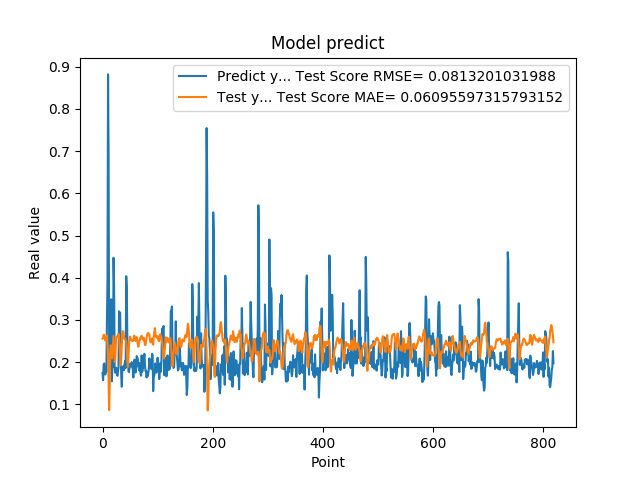 Model predict
Predict y... Test Score RMSE= 0.0813201031988
Test y... Test Score MAE= 0.06095597315793152
0.9
0.8
0.7
0.6
0.5
0.4
0.3
0.2
0.1
Real value
0 200 400 600 800
Point